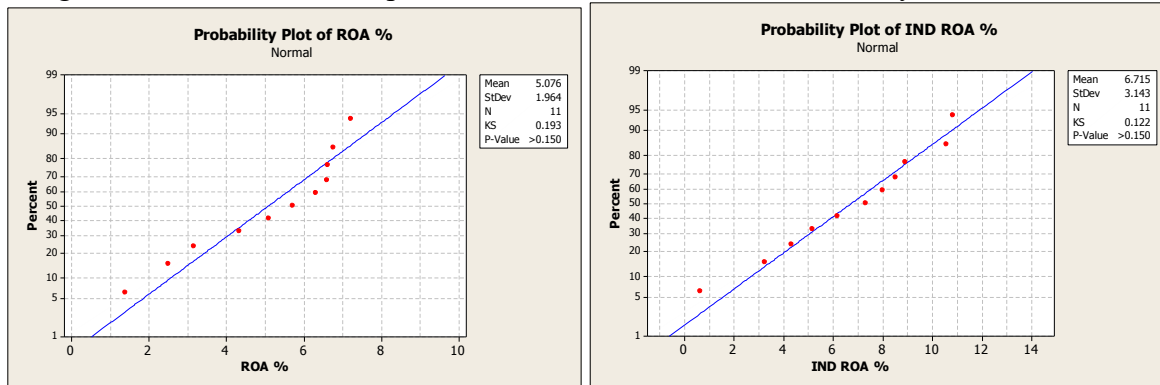 Probability Plot of ROA %
Normal
Mean 5.076
StDev 1.964
N 11
KS 0.193
P-Value >0.150
99
95
90
80
70
60
50
40
30
20
10
5
1
Percent
0 2 4 6 8 10
ROA %
Probability Plot of IND ROA %
Normal
Mean 6.715
StDev 3.143
N 11
KS 0.122
P-Value >0.150
99
95
90
80
70
60
50
40
30
20
10
5
1
Percent
0 2 4 6 8 10 12 14
IND ROA %